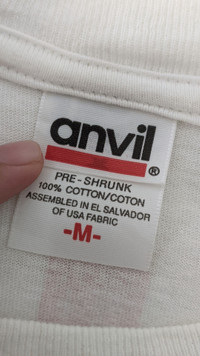 anvil
®
PRE-SHRUNK
100% COTTON/COTON
ASSEMBLED IN EL SALVADOR
OF USA FABRIC
-M-